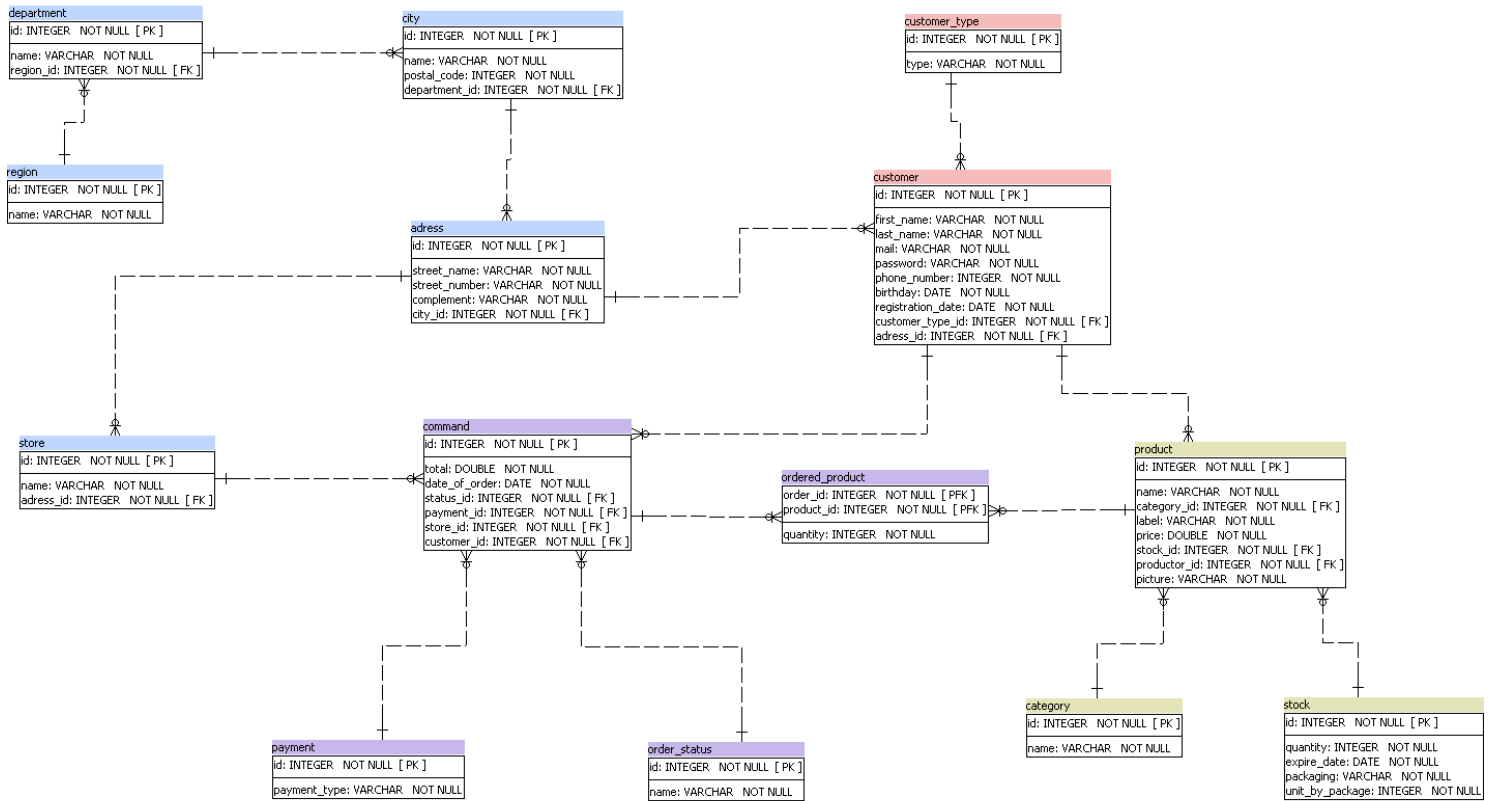 department
id: INTEGER NOT NULL [ PK ]
name: VARCHAR NOT NULL
region_id: INTEGER NOT NULL [ FK ]
city
id: INTEGER NOT NULL [ PK ]
name: VARCHAR NOT NULL
postal_code: INTEGER NOT NULL
department_id: INTEGER NOT NULL [ FK ]
customer_type
id: INTEGER NOT NULL [ PK ]
type: VARCHAR NOT NULL
region
id: INTEGER NOT NULL [ PK ]
name: VARCHAR NOT NULL
customer
id: INTEGER NOT NULL [ PK ]
first_name: VARCHAR NOT NULL
last_name: VARCHAR NOT NULL
mail: VARCHAR NOT NULL
password: VARCHAR NOT NULL
phone_number: INTEGER NOT NULL
birthday: DATE NOT NULL
registration_date: DATE NOT NULL
customer_type_id: INTEGER NOT NULL [ FK ]
adress_id: INTEGER NOT NULL [ FK ]
adress
id: INTEGER NOT NULL [ PK ]
street_name: VARCHAR NOT NULL
street_number: VARCHAR NOT NULL
complement: VARCHAR NOT NULL
city_id: INTEGER NOT NULL [ FK ]
store
id: INTEGER NOT NULL [ PK ]
name: VARCHAR NOT NULL
adress_id: INTEGER NOT NULL [ FK ]
command
id: INTEGER NOT NULL [ PK ]
total: DOUBLE NOT NULL
date_of_order: DATE NOT NULL
status_id: INTEGER NOT NULL [ FK ]
payment_id: INTEGER NOT NULL [ FK ]
store_id: INTEGER NOT NULL [ FK ]
customer_id: INTEGER NOT NULL [ FK ]
ordered_product
order_id: INTEGER NOT NULL [ PFK ]
product_id: INTEGER NOT NULL [ PFK ]
quantity: INTEGER NOT NULL
product
id: INTEGER NOT NULL [ PK ]
name: VARCHAR NOT NULL
category_id: INTEGER NOT NULL [ FK ]
label: VARCHAR NOT NULL
price: DOUBLE NOT NULL
stock_id: INTEGER NOT NULL [ FK ]
productor_id: INTEGER NOT NULL [ FK ]
picture: VARCHAR NOT NULL
payment
id: INTEGER NOT NULL [ PK ]
payment_type: VARCHAR NOT NULL
order_status
id: INTEGER NOT NULL [ PK ]
name: VARCHAR NOT NULL
category
id: INTEGER NOT NULL [ PK ]
name: VARCHAR NOT NULL
stock
id: INTEGER NOT NULL [ PK ]
quantity: INTEGER NOT NULL
expire_date: DATE NOT NULL
packaging: VARCHAR NOT NULL
unit_by_package: INTEGER NOT NULL